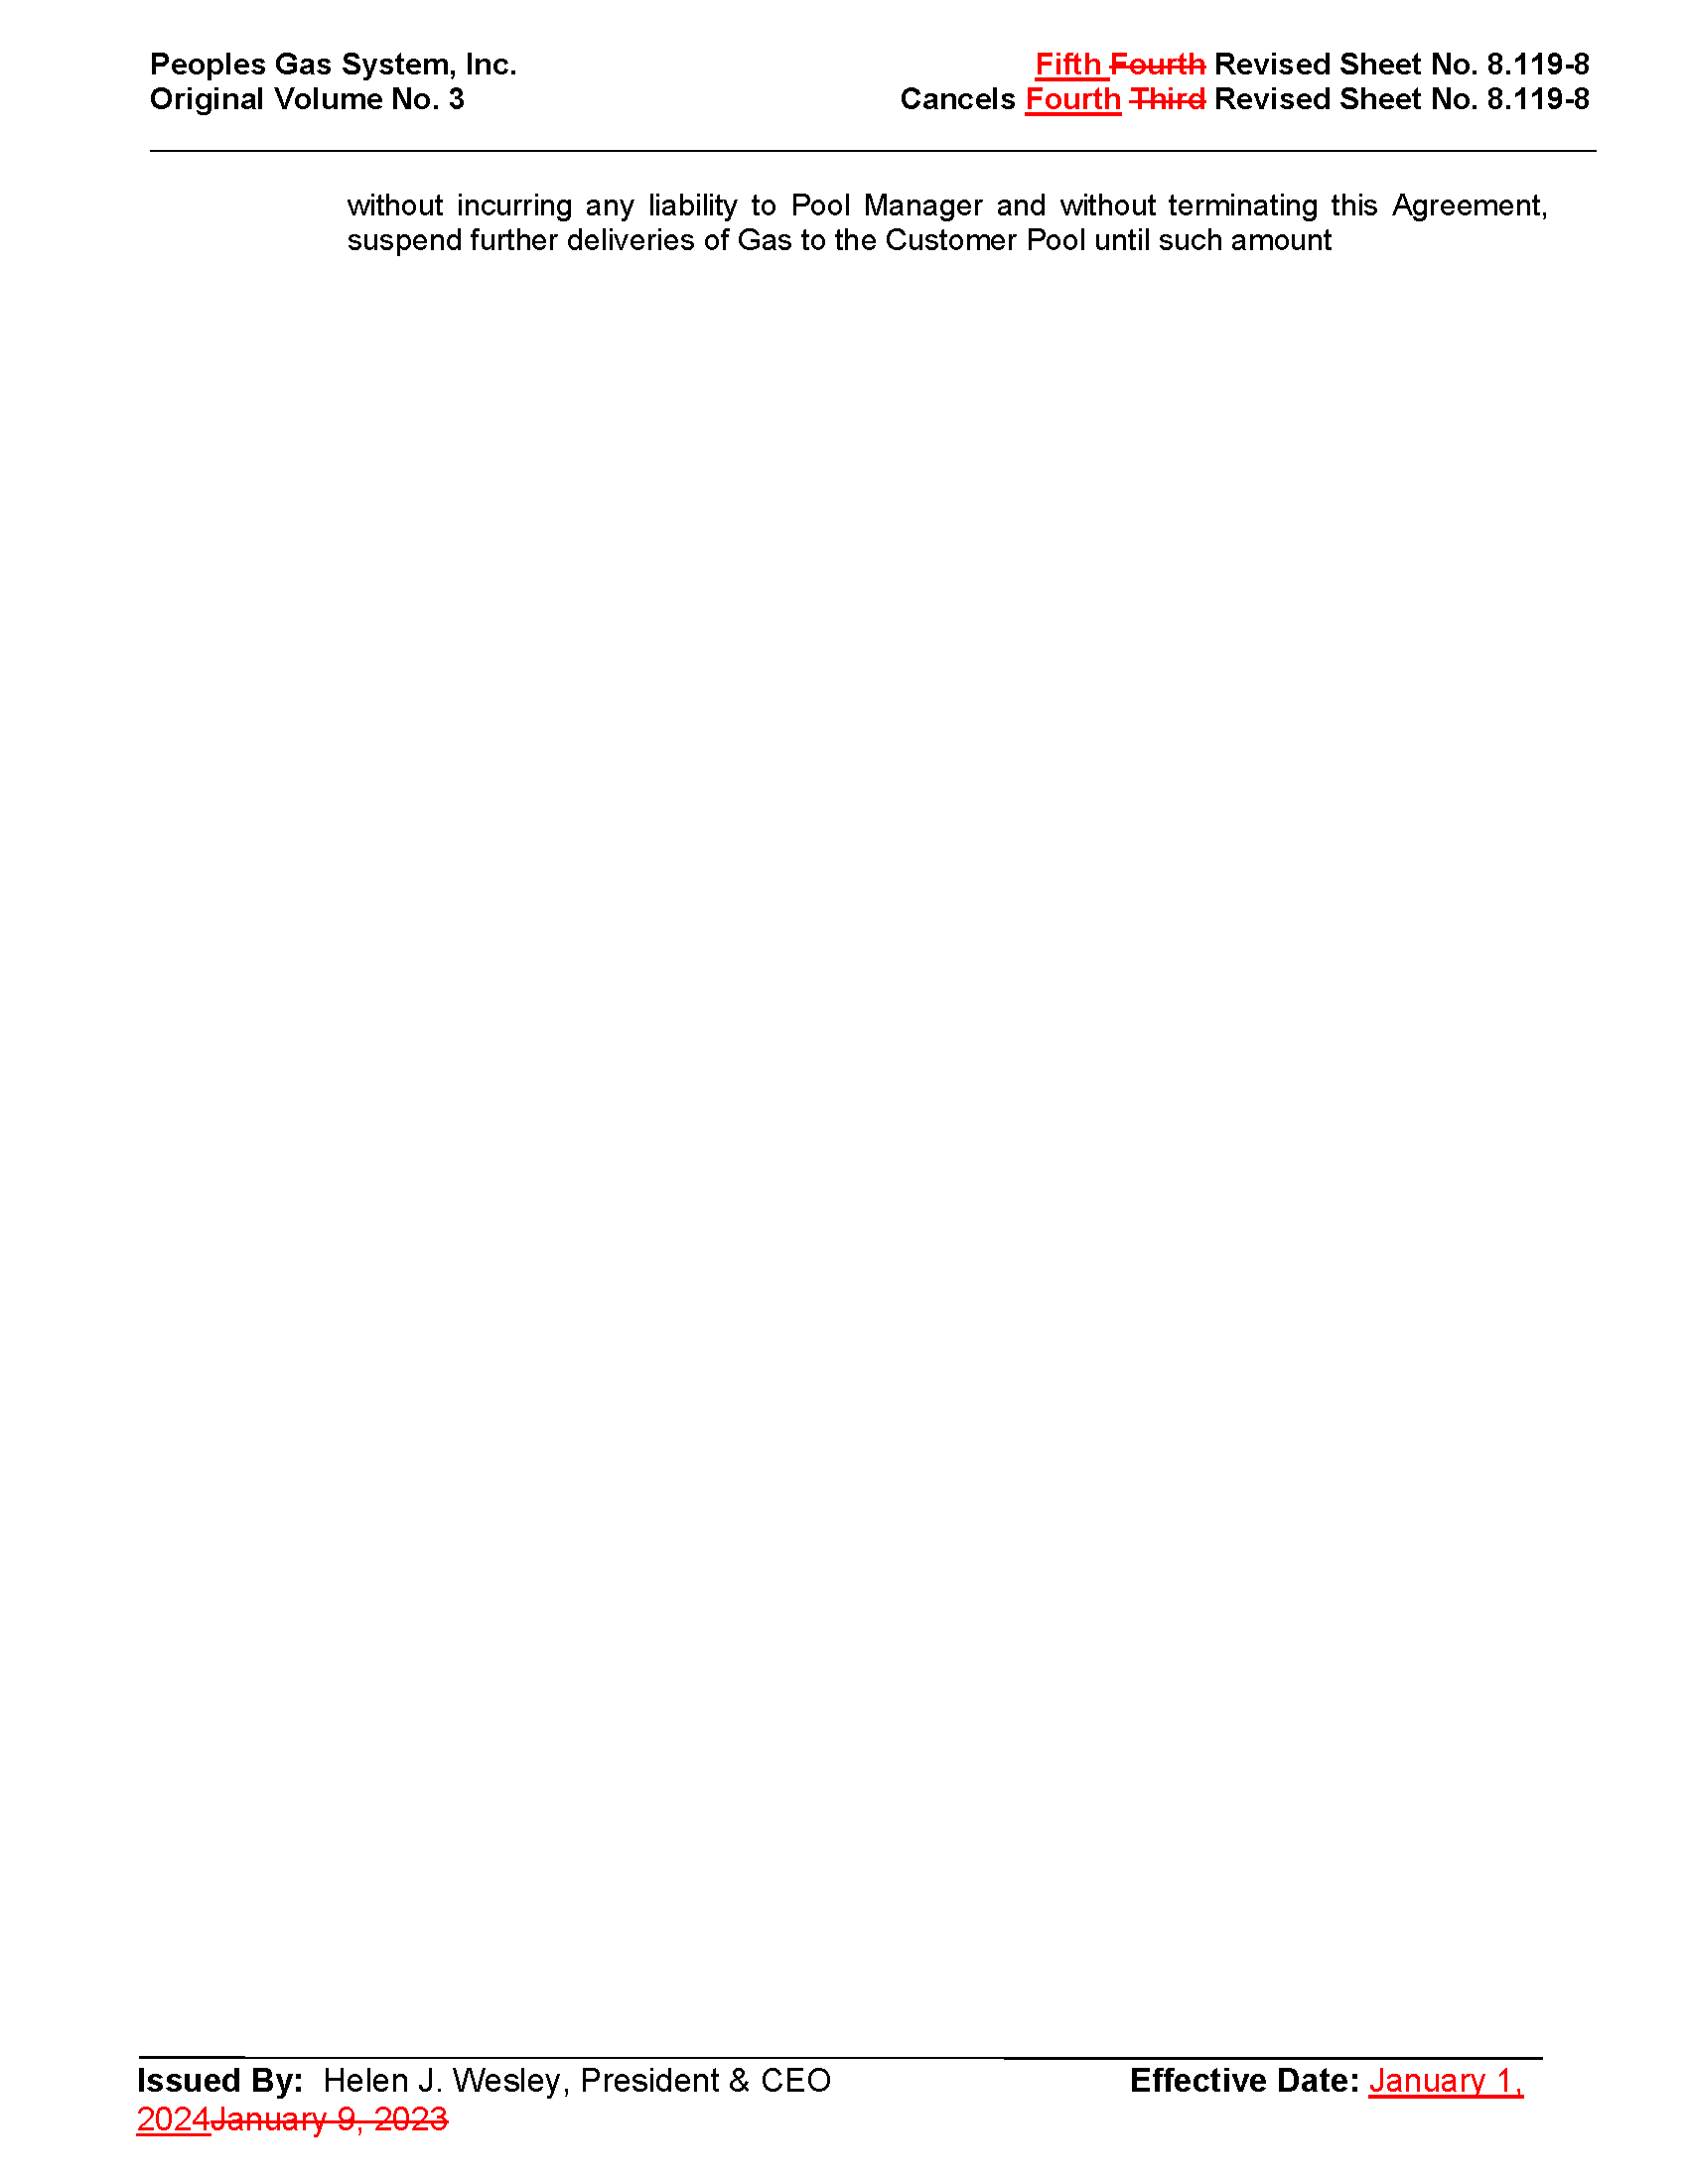 Peoples Gas System, Inc. Fifth Fourth Revised Sheet No. 8.119-8
Original Volume No. 3 Cancels Fourth Third Revised Sheet No. 8.119-8
without incurring any liability to Pool Manager and without terminating this Agreement,
suspend further deliveries of Gas to the Customer Pool until such amount
Issued By: Helen J. Wesley, President & CEO Effective Date: January 1,
2024January 9, 2023